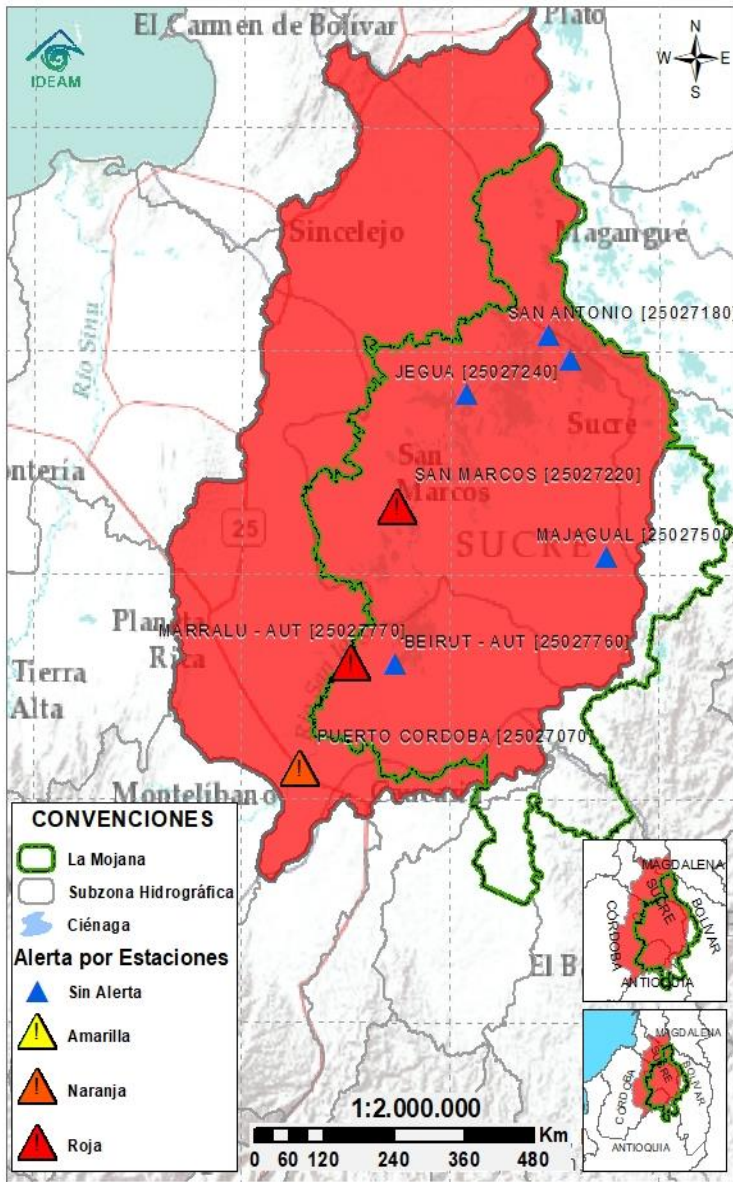 El Carmen de Bolívar
Plato
IDEAM
N
W E
S
Sincelejo
Magangué
Río Sinú
SAN ANTONIO [25027180]
JEGUA [25027240]
Sucre
ontería
San
Marcos
SAN MARCOS [25027220]
25
SUCRE
MAJAGUAL [25027500
Planeta
Rica
MARRALU - AUT [25027770]
BEIRUT - AUT [25027760]
Tierra
Alta
PUERTO CORDOBA [25027070]
Montelíbano
El B
CONVENCIONES
La Mojana
Subzona Hidrográfica
Ciénaga
Alerta por Estaciones
Sin Alerta
Amarilla
Naranja
Roja
1:2.000.000
Km
0 60 120 240 360 480
MAGDALENA
SUCRE
BOLIVAR
CORDOBA
ANTIOQUIA
MAGDALENA
SUCRE
BOLIVAR
CORDOBA
ANTIOQUIA